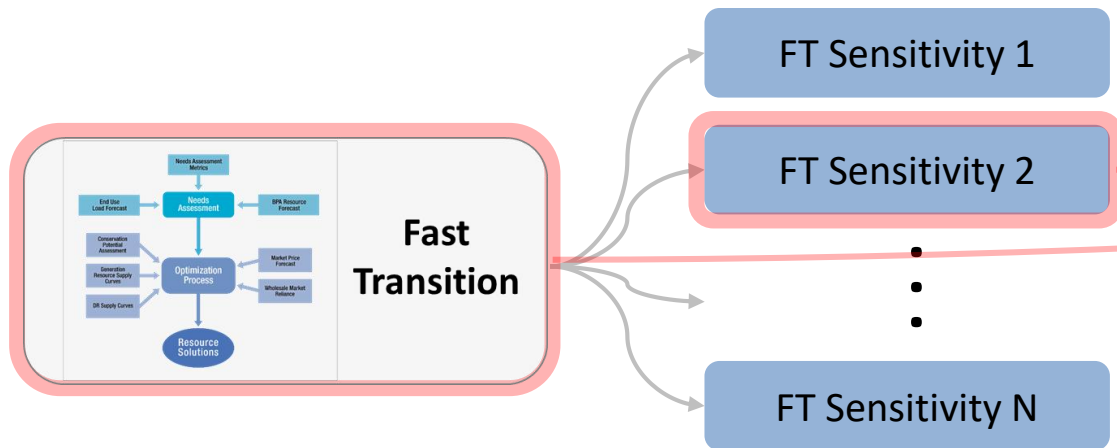 FT Sensitivity 1
Needs Assessment
Metrics
End Use
Load Forecast
Needs
Assessment
BPA Resource
Forecast
Conservation
Potential
Assessment
Generation
Resource Supply
Curves
DR Supply Curves
Optimization
Process
Market Price
Forecast
Wholesale Market
Reliance
Resource
Solutions
Fast
Transition
FT Sensitivity 2
FT Sensitivity N